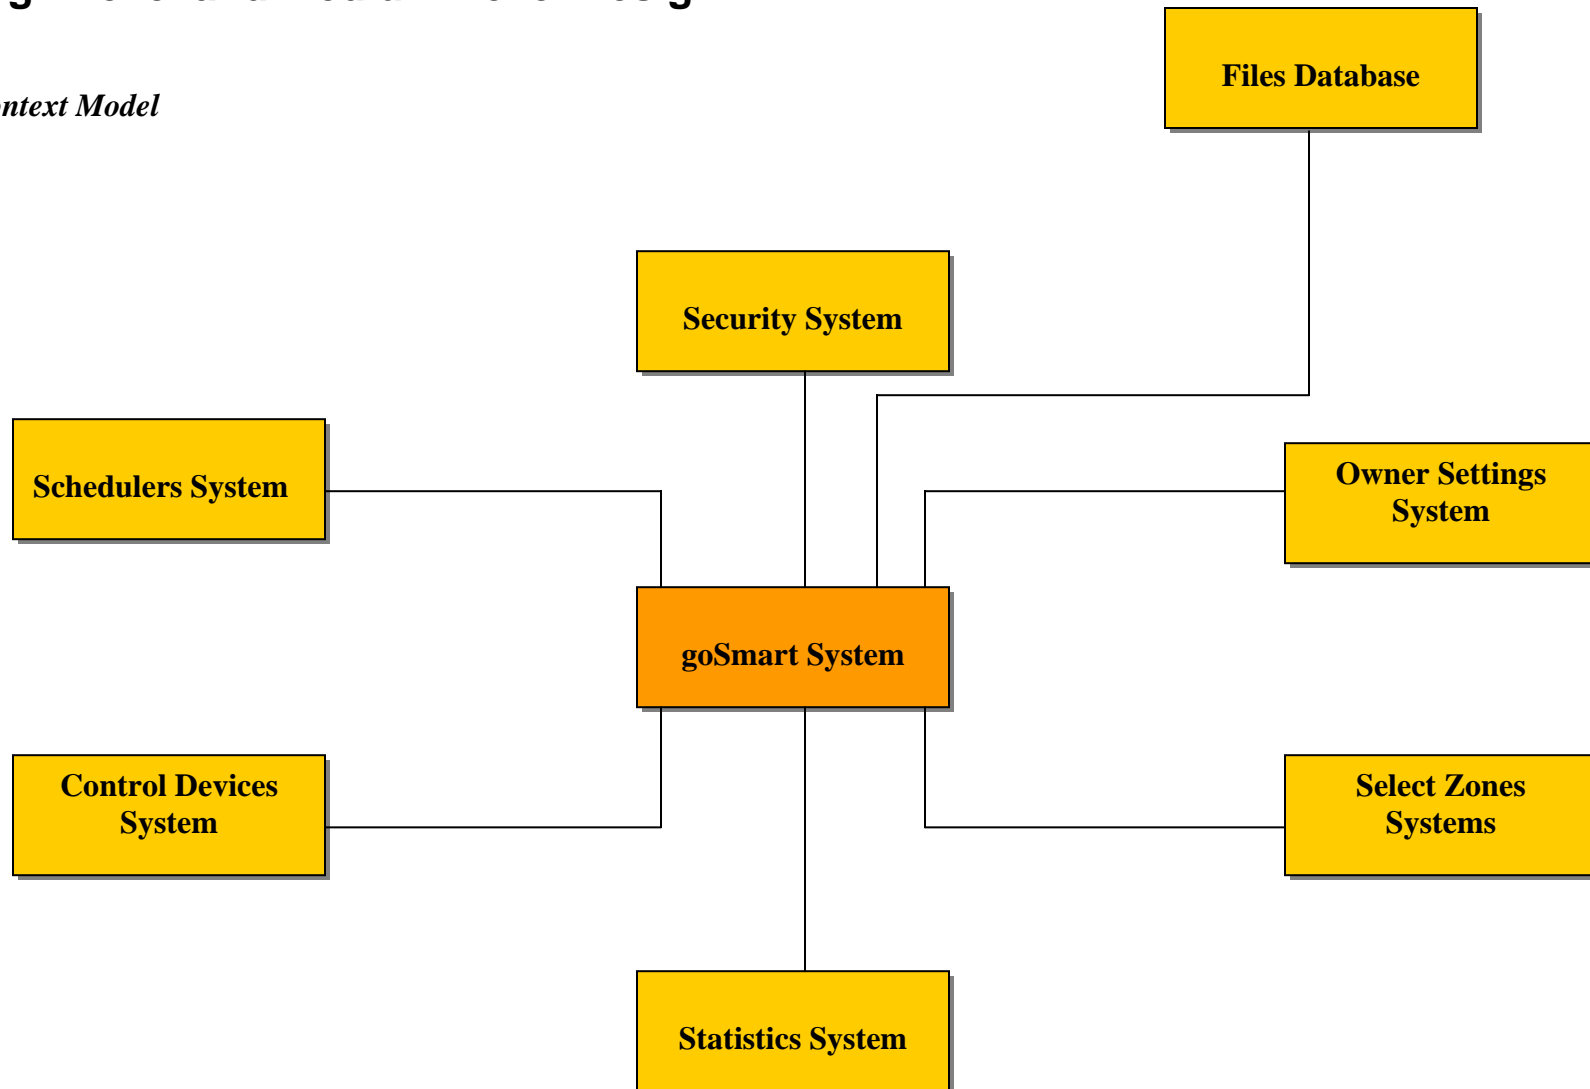 Files Database
ontext Model
Security System
Schedulers System
Owner Settings
System
goSmart System
Control Devices
System
Select Zones
Systems
Statistics System